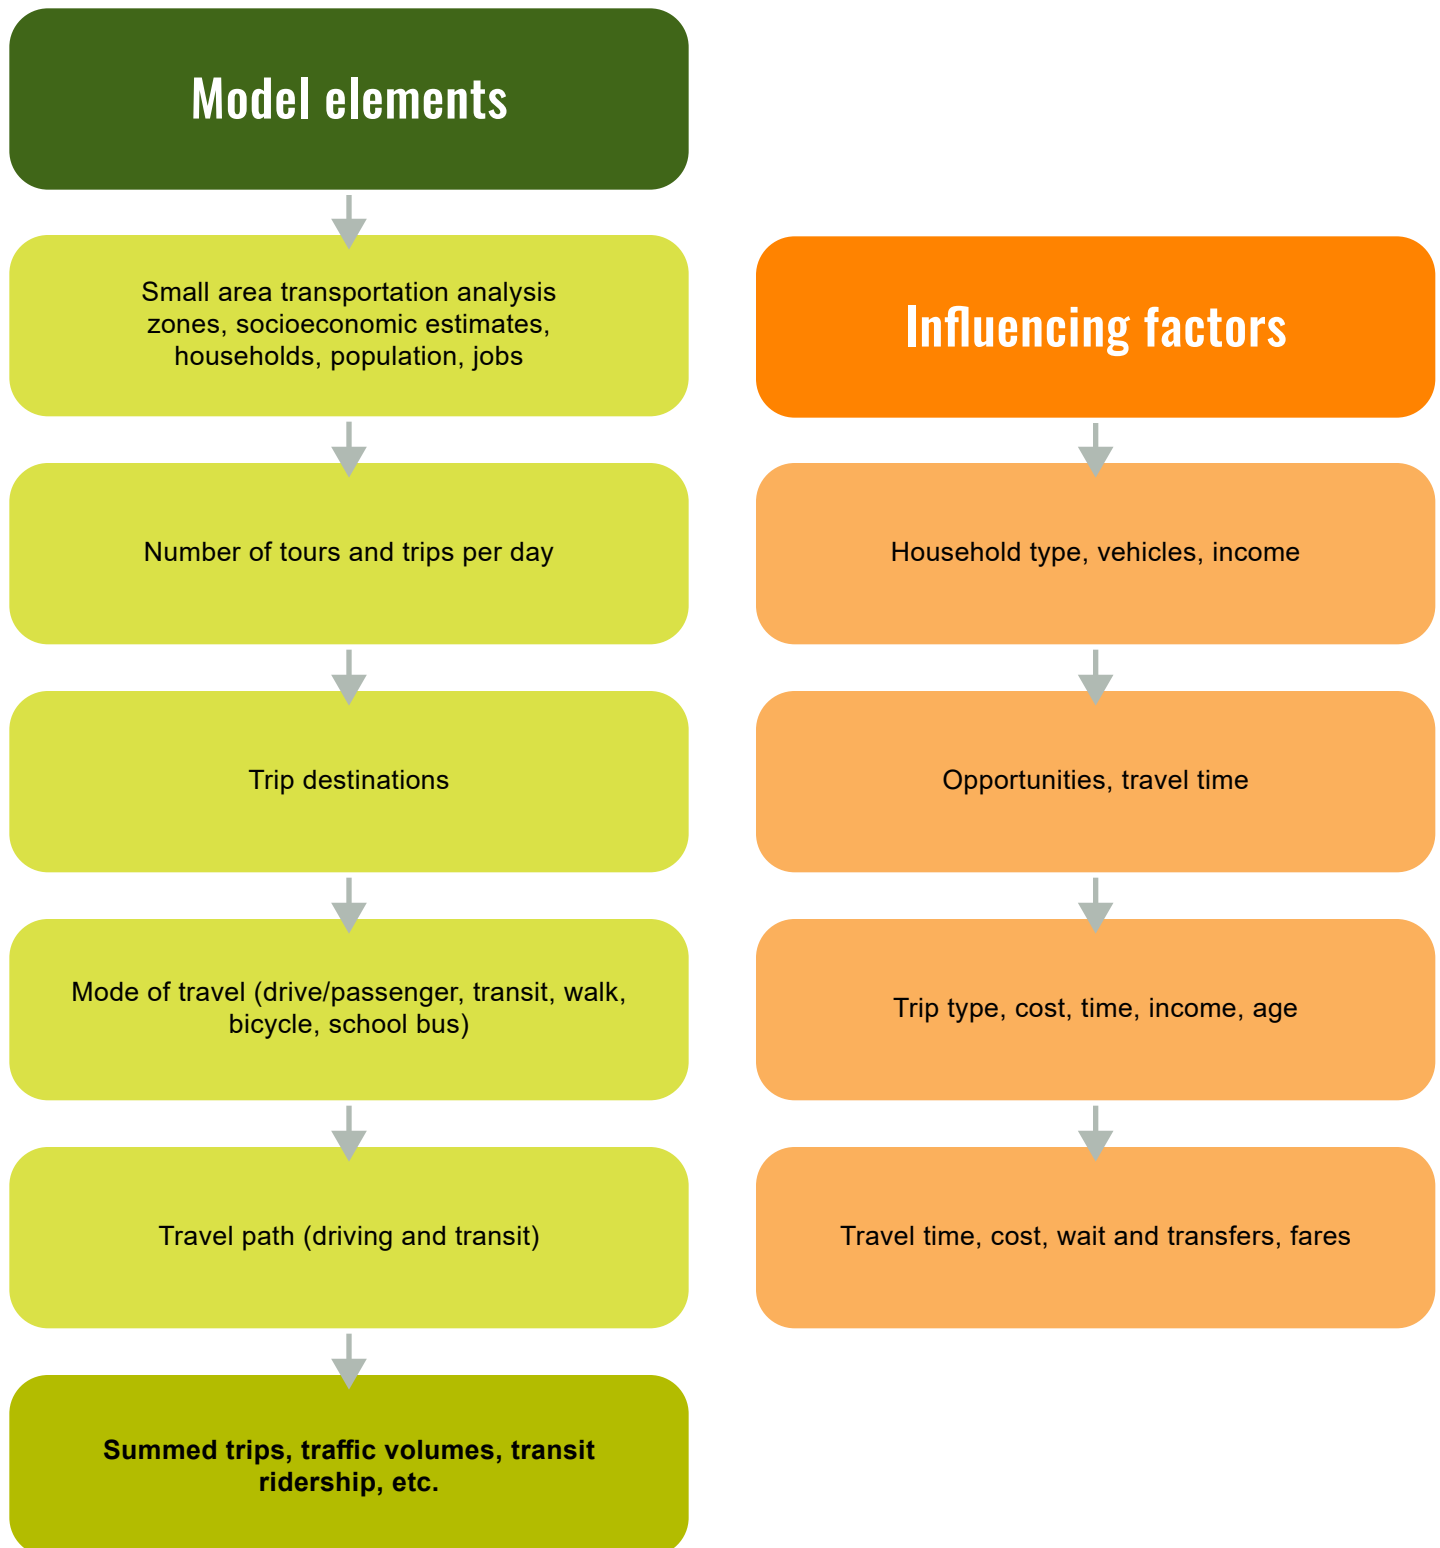 Model elements
Small area transportation analysis
zones, socioeconomic estimates,
households, population, jobs
Number of tours and trips per day
Trip destinations
Mode of travel (drive/passenger, transit, walk,
bicycle, school bus)
Travel path (driving and transit)
Summed trips, traffic volumes, transit
ridership, etc.
Influencing factors
Household type, vehicles, income
Opportunities, travel time
Trip type, cost, time, income, age
Travel time, cost, wait and transfers, fares